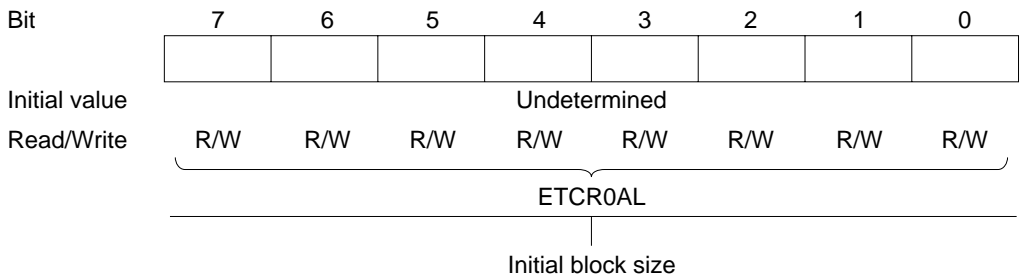 Bit 7 6 5 4 3 2 1 0
Initial value Undetermined
Read/Write R/W R/W R/W R/W R/W R/W R/W R/W
ETCR0AL
Initial block size